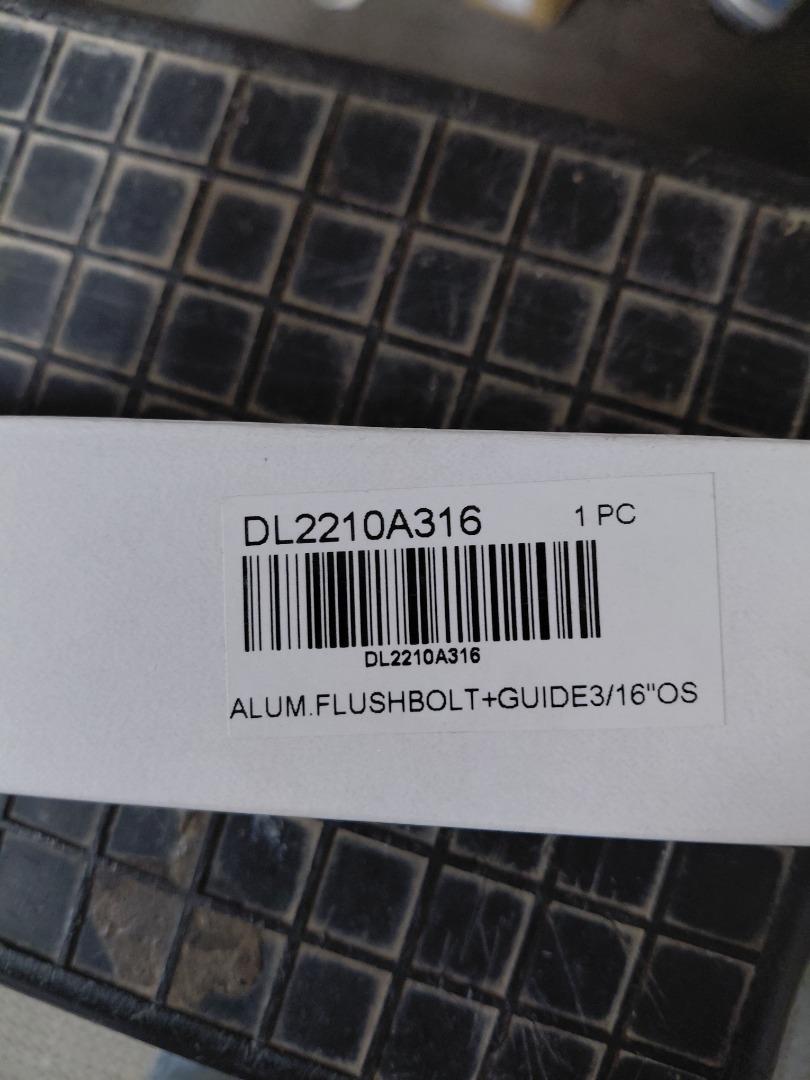 DL2210A316 1 PC
DL2210A316
ALUM.FLUSHBOLT+GUIDE3/16"OS